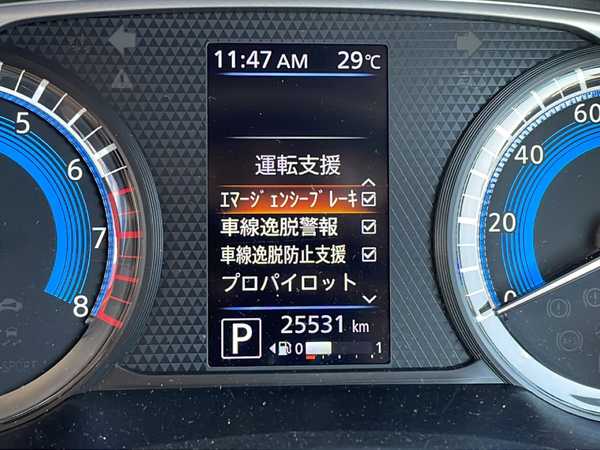 11:47 AM 29℃
運転支援
エマージェンシーブレーキ
車線逸脱警報
車線逸脱防止支援
プロパイロット
P 25531 km
0 1
5
6
7
8
60
40
20
0
SPORT